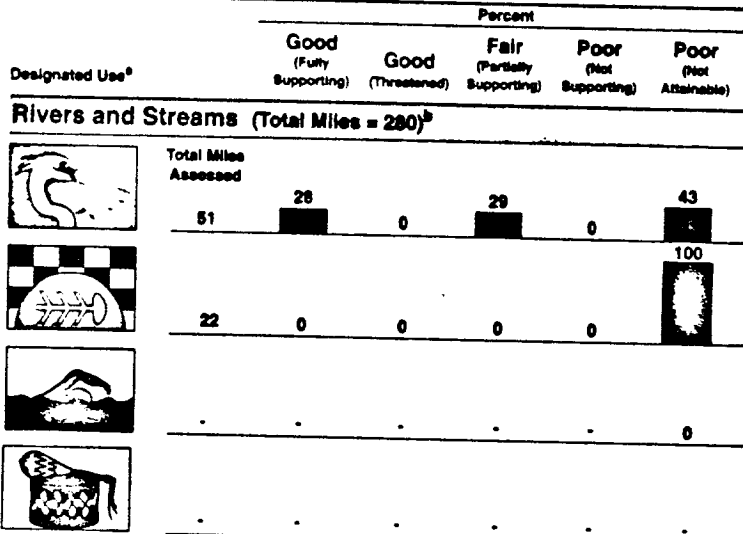 Percent
Designated Useᵃ
Good (Fully Supporting)
Good (Threatened)
Fair (Partially Supporting)
Poor (Not Supporting)
Poor (Not Attainable)
Rivers and Streams (Total Miles = 280)ᵇ
Total Miles Assessed
51 28 0 29 0 43
22 0 0 0 0 100
- - - - - 0
- - - - - -